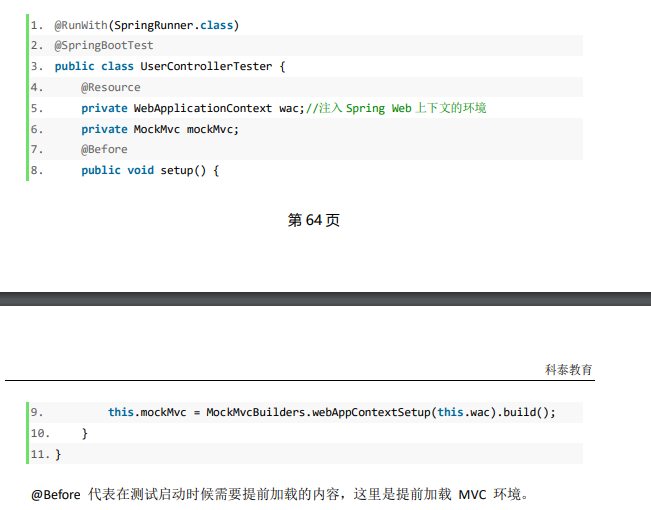 1. @RunWith(SpringRunner.class)
2. @SpringBootTest
3. public class UserControllerTester {
4. @Resource
5. private WebApplicationContext wac;//注入 Spring Web 上下文的环境
6. private MockMvc mockMvc;
7. @Before
8. public void setup() {
第 64 页
科泰教育
9. this.mockMvc = MockMvcBuilders.webAppContextSetup(this.wac).build();
10. }
11. }
@Before 代表在测试启动时候需要提前加载的内容，这里是提前加载 MVC 环境。